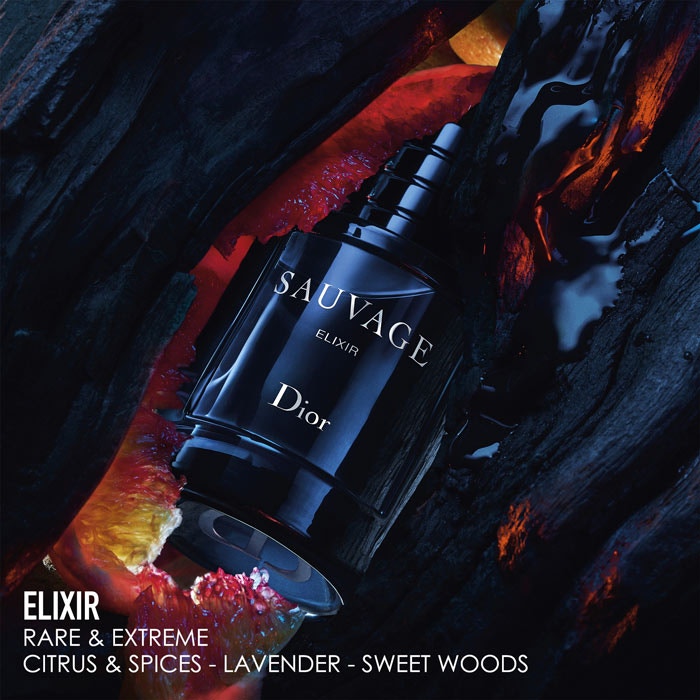 SAUVAGE
ELIXIR
Dior
ELIXIR
RARE & EXTREME
CITRUS & SPICES - LAVENDER - SWEET WOODS